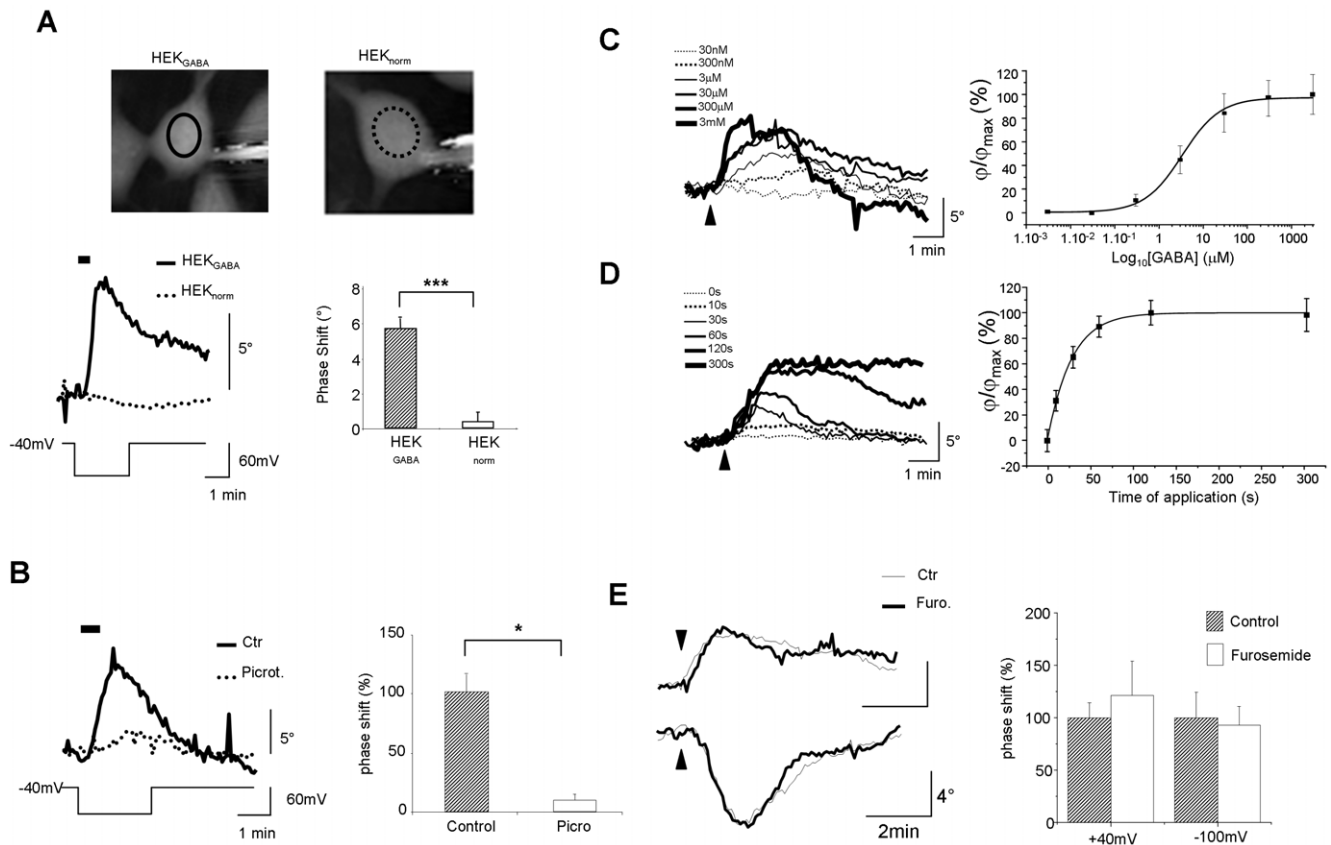 A
HEKGABA
HEKnorm
HEKGABA
HEKnorm
5°
-40mV
60mV
1 min
***
Phase Shift (°)
8
6
4
2
0
HEK
GABA
HEK
norm
B
Ctr
Picrot.
5°
-40mV
60mV
1 min
*
phase shift (%)
150
100
50
0
Control
Picro
C
30nM
300nM
3µM
30µM
300µM
3mM
5°
1 min
φ/φmax (%)
120
100
80
60
40
20
0
1.10-3
1.10-2
1.10-1
1
10
100
1000
Log10[GABA] (µM)
D
0s
10s
30s
60s
120s
300s
5°
1 min
φ/φmax (%)
120
100
80
60
40
20
0
-20
0
50
100
150
200
250
300
Time of application (s)
E
Ctr
Furo.
4°
2min
phase shift (%)
200
150
100
50
0
Control
Furosemide
+40mV
-100mV